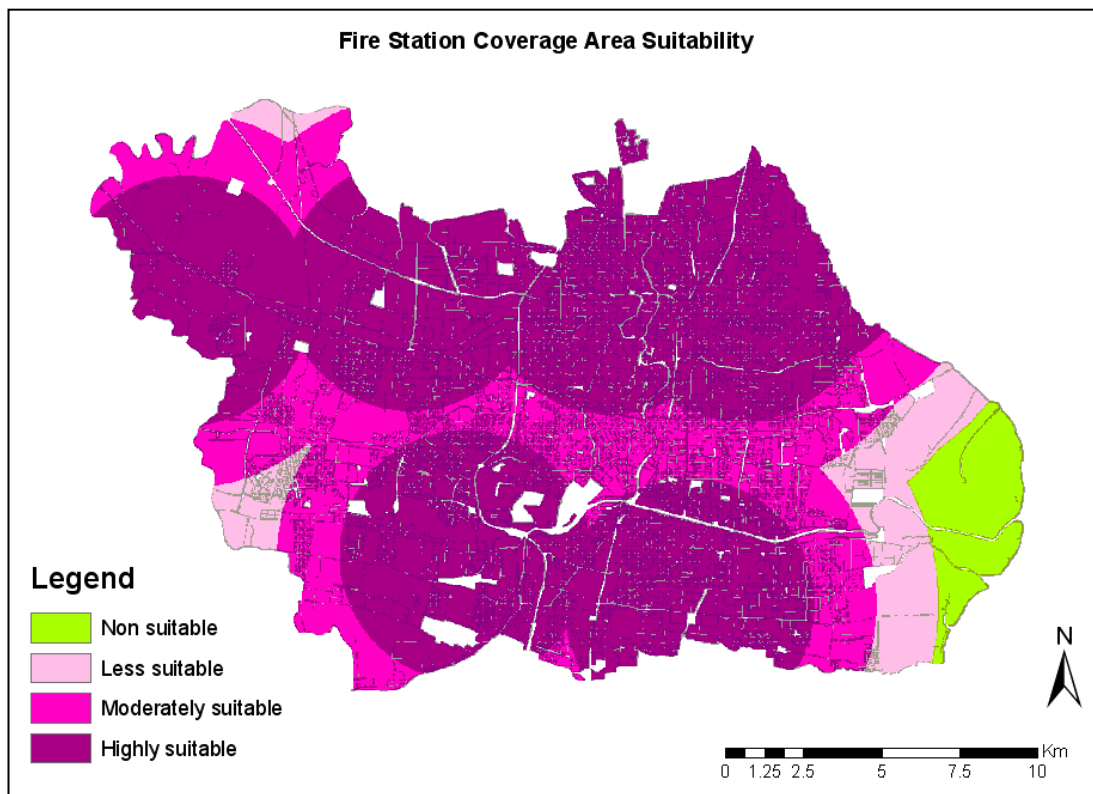 Fire Station Coverage Area Suitability
Legend
Non suitable
Less suitable
Moderately suitable
Highly suitable
N
Km
0 1.25 2.5 5 7.5 10